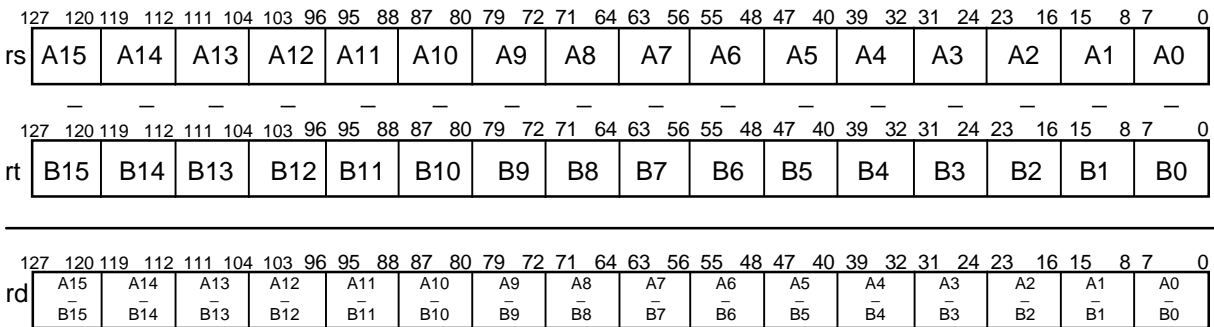 127 120 119 112 111 104 103 96 95 88 87 80 79 72 71 64 63 56 55 48 47 40 39 32 31 24 23 16 15 8 7 0
rs A15 A14 A13 A12 A11 A10 A9 A8 A7 A6 A5 A4 A3 A2 A1 A0
– – – – – – – – – – – – – – – –
127 120 119 112 111 104 103 96 95 88 87 80 79 72 71 64 63 56 55 48 47 40 39 32 31 24 23 16 15 8 7 0
rt B15 B14 B13 B12 B11 B10 B9 B8 B7 B6 B5 B4 B3 B2 B1 B0
127 120 119 112 111 104 103 96 95 88 87 80 79 72 71 64 63 56 55 48 47 40 39 32 31 24 23 16 15 8 7 0
A15 A14 A13 A12 A11 A10 A9 A8 A7 A6 A5 A4 A3 A2 A1 A0
rd – – – – – – – – – – – – – – – –
B15 B14 B13 B12 B11 B10 B9 B8 B7 B6 B5 B4 B3 B2 B1 B0